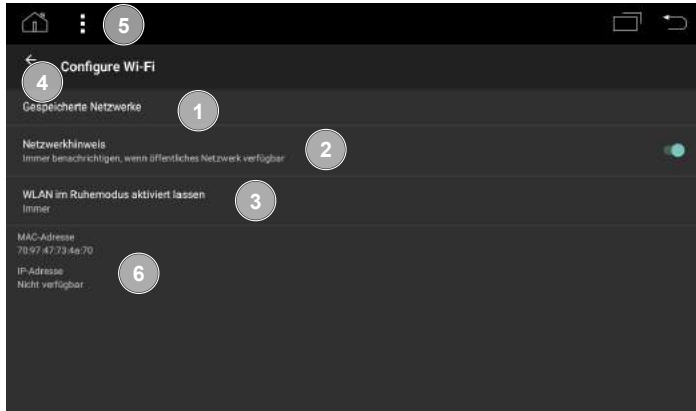 5
Configure Wi-Fi
4
Gespeicherte Netzwerke
1
Netzwerkhinweis
Immer benachrichtigen, wenn öffentliches Netzwerk verfügbar
2
WLAN im Ruhemodus aktiviert lassen
Immer
3
MAC-Adresse
70:97:47:73:4e:70
IP-Adresse
Nicht verfügbar
6